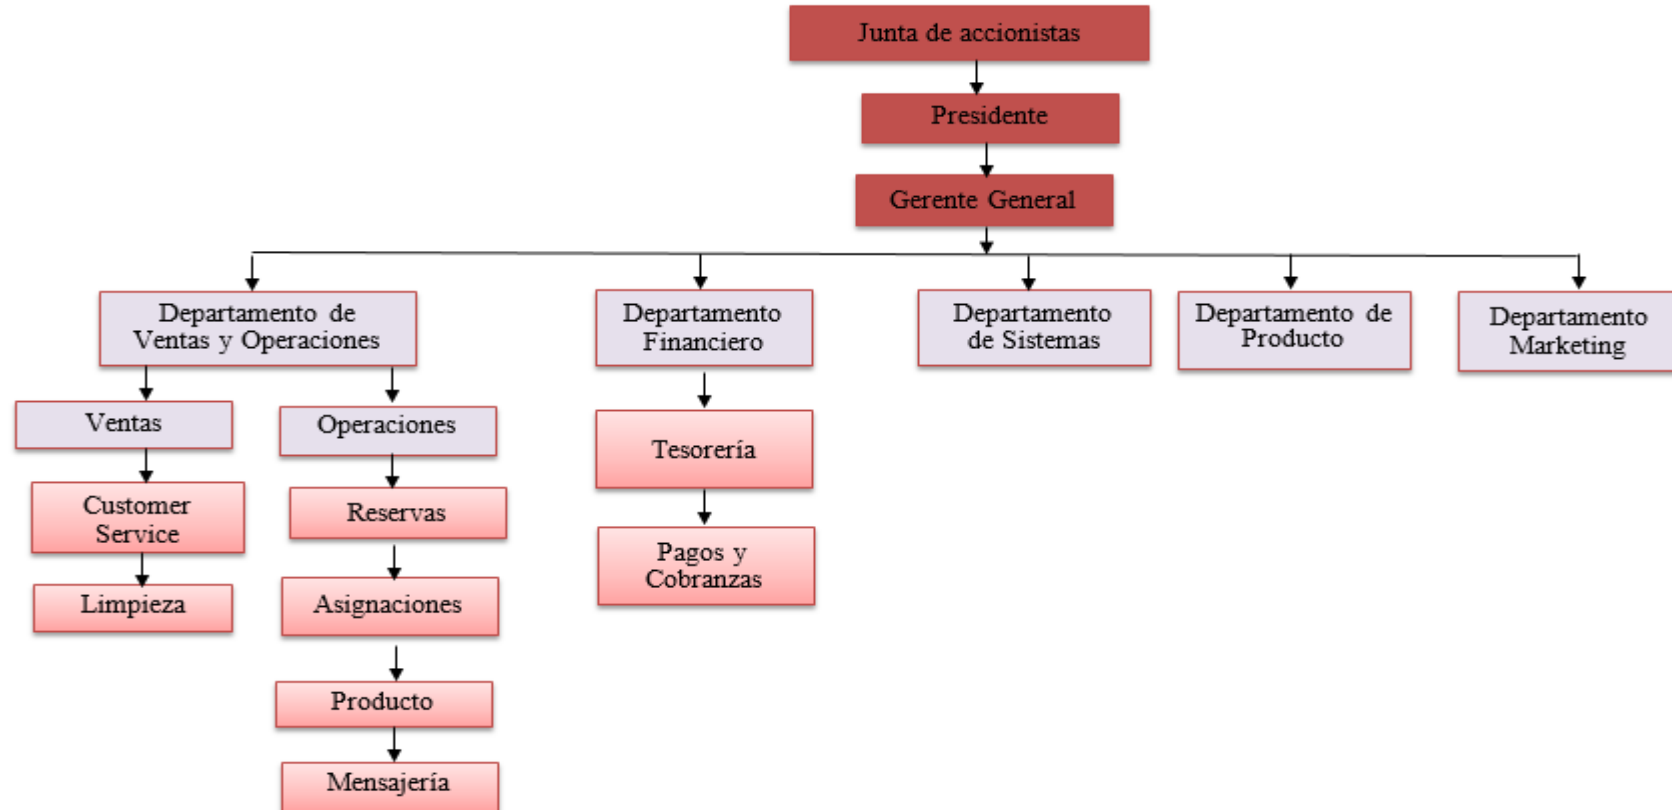 Junta de accionistas
Presidente
Gerente General
Departamento de
Ventas y Operaciones
Departamento
Financiero
Departamento
de Sistemas
Departamento de
Producto
Departamento
Marketing
Ventas
Operaciones
Tesorería
Customer
Service
Reservas
Pagos y
Cobranzas
Limpieza
Asignaciones
Producto
Mensajería